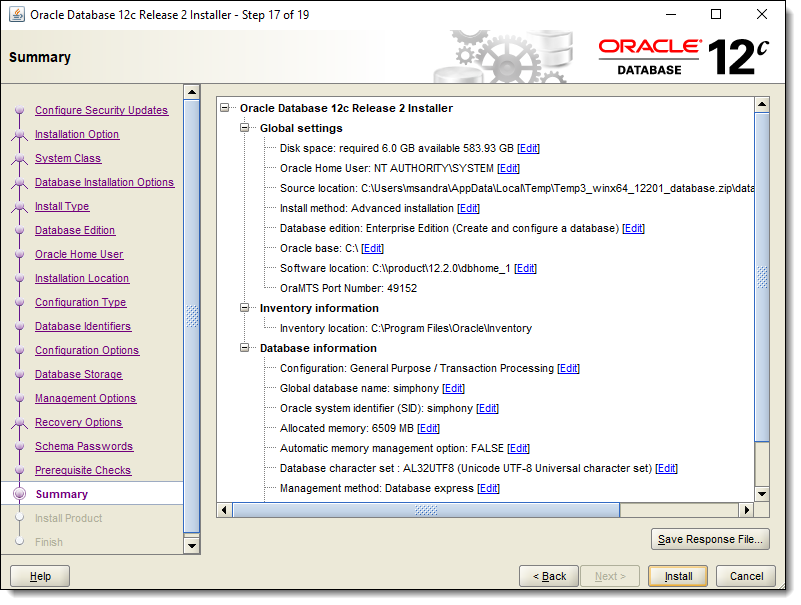 Oracle Database 12c Release 2 Installer - Step 17 of 19
Summary
ORACLE
DATABASE
12c
Configure Security Updates
Installation Option
System Class
Database Installation Options
Install Type
Database Edition
Oracle Home User
Installation Location
Configuration Type
Database Identifiers
Configuration Options
Database Storage
Management Options
Recovery Options
Schema Passwords
Prerequisite Checks
Summary
Install Product
Finish
Oracle Database 12c Release 2 Installer
Global settings
Disk space: required 6.0 GB available 583.93 GB [Edit]
Oracle Home User: NT AUTHORITY\SYSTEM [Edit]
Source location: C:\Users\msandra\AppData\Local\Temp\Temp3_winx64_12201_database.zip\data
Install method: Advanced installation [Edit]
Database edition: Enterprise Edition (Create and configure a database) [Edit]
Oracle base: C:\ [Edit]
Software location: C:\\product\12.2.0\dbhome_1 [Edit]
OraMTS Port Number: 49152
Inventory information
Inventory location: C:\Program Files\Oracle\Inventory
Database information
Configuration: General Purpose / Transaction Processing [Edit]
Global database name: simphony [Edit]
Oracle system identifier (SID): simphony [Edit]
Allocated memory: 6509 MB [Edit]
Automatic memory management option: FALSE [Edit]
Database character set : AL32UTF8 (Unicode UTF-8 Universal character set) [Edit]
Management method: Database express [Edit]
Save Response File...
Help
< Back
Next >
Install
Cancel